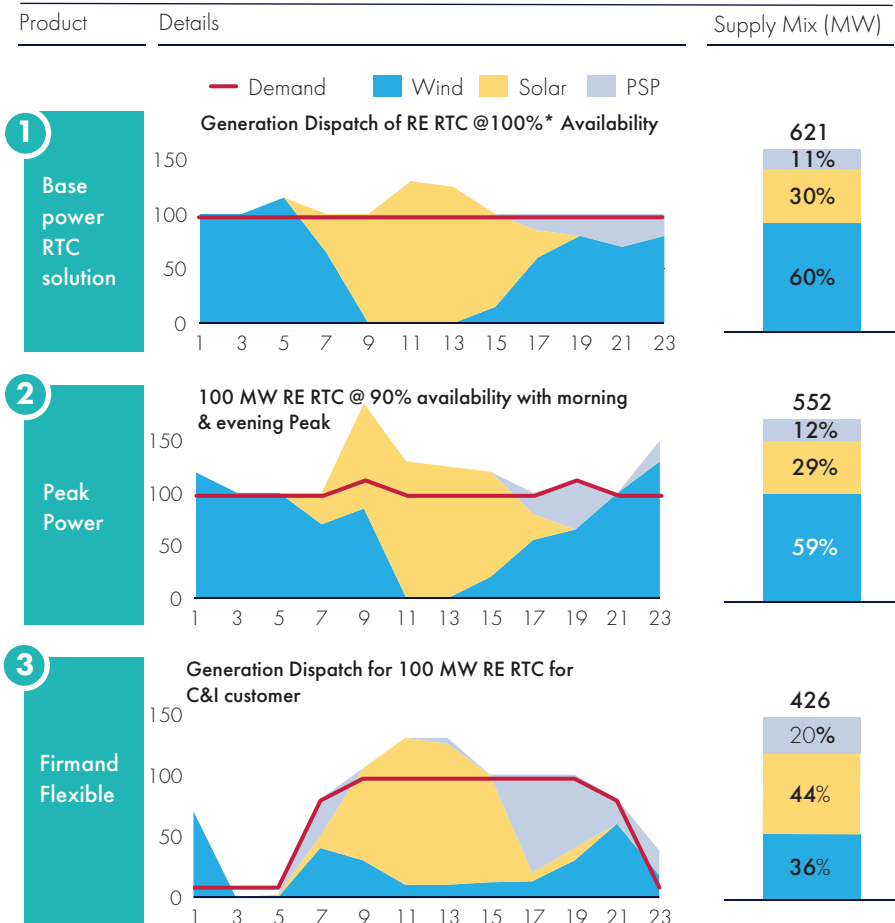 Product Details Supply Mix (MW)
Demand Wind Solar PSP
1
Base
power
RTC
solution
Generation Dispatch of RE RTC @100%* Availability
150
100
50
0
1 3 5 7 9 11 13 15 17 19 21 23
621
11%
30%
60%
2
Peak
Power
100 MW RE RTC @ 90% availability with morning
& evening Peak
150
100
50
0
1 3 5 7 9 11 13 15 17 19 21 23
552
12%
29%
59%
3
Firmand
Flexible
Generation Dispatch for 100 MW RE RTC for
C&I customer
150
100
50
0
1 3 5 7 9 11 13 15 17 19 21 23
426
20%
44%
36%